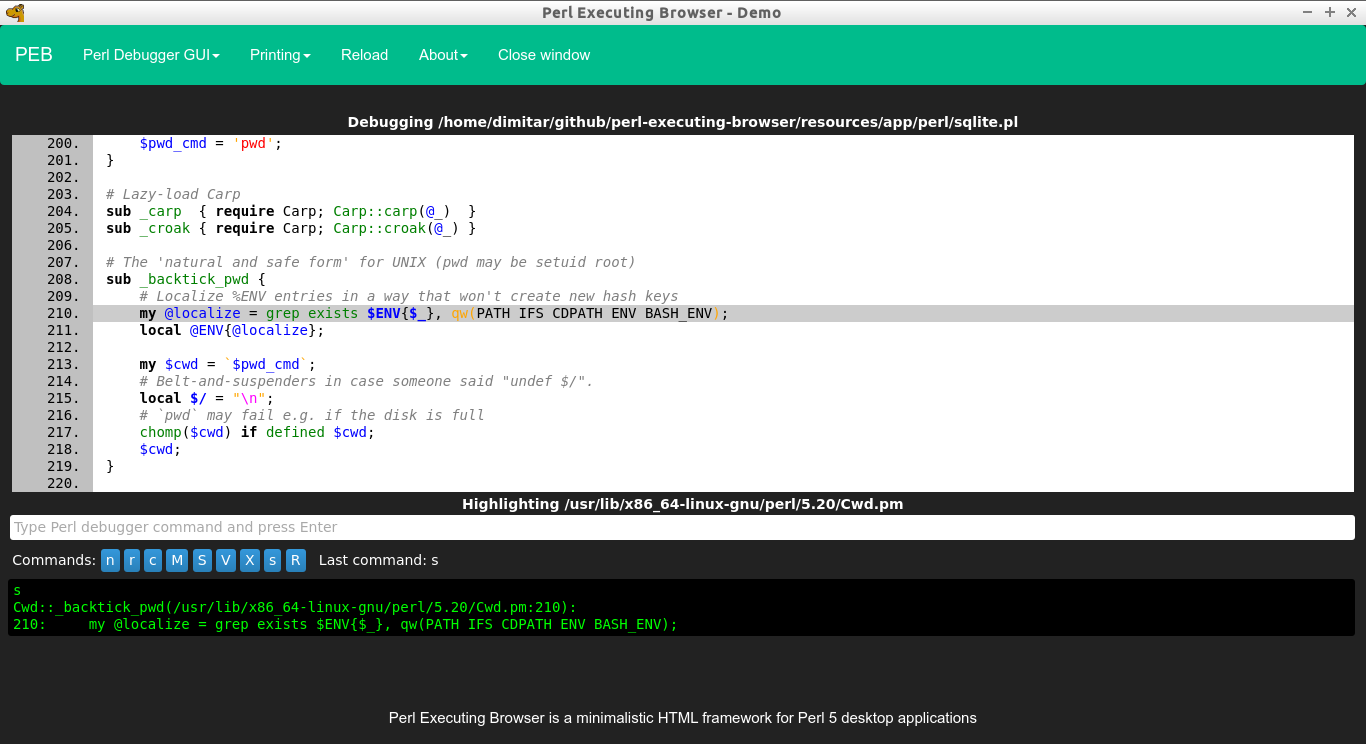 Perl Executing Browser - Demo
PEB Perl Debugger GUI Printing Reload About Close window
Debugging /home/dimitar/github/perl-executing-browser/resources/app/perl/sqlite.pl
200.       $pwd_cmd = 'pwd';
201.   }
202.
203.   # Lazy-load Carp
204.   sub _carp  { require Carp; Carp::carp(@_)  }
205.   sub _croak { require Carp; Carp::croak(@_) }
206.
207.   # The 'natural and safe form' for UNIX (pwd may be setuid root)
208.   sub _backtick_pwd {
209.       # Localize %ENV entries in a way that won't create new hash keys
210.       my @localize = grep exists $ENV{$_}, qw(PATH IFS CDPATH ENV BASH_ENV);
211.       local @ENV{@localize};
212.
213.       my $cwd = `$pwd_cmd`;
214.       # Belt-and-suspenders in case someone said "undef $/".
215.       local $/ = "\n";
216.       # `pwd` may fail e.g. if the disk is full
217.       chomp($cwd) if defined $cwd;
218.       $cwd;
219.   }
220.
Highlighting /usr/lib/x86_64-linux-gnu/perl/5.20/Cwd.pm
Type Perl debugger command and press Enter
Commands: n r c M S V X s R Last command: s
s
Cwd::_backtick_pwd(/usr/lib/x86_64-linux-gnu/perl/5.20/Cwd.pm:210):
210:     my @localize = grep exists $ENV{$_}, qw(PATH IFS CDPATH ENV BASH_ENV);
Perl Executing Browser is a minimalistic HTML framework for Perl 5 desktop applications